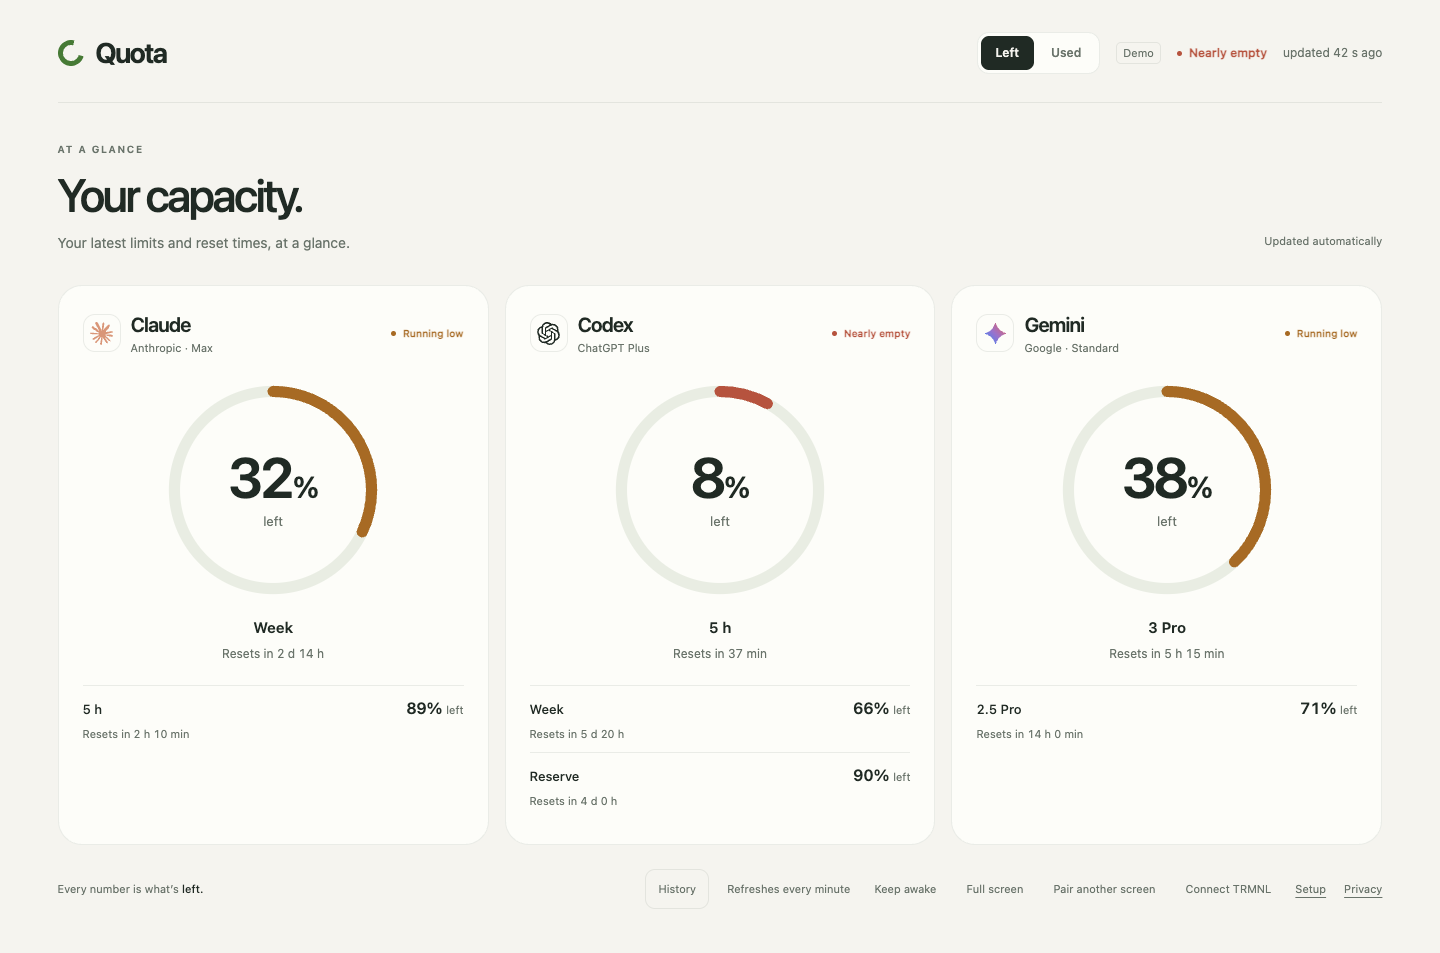 Quota
Left Used Demo Nearly empty updated 42 s ago
AT A GLANCE
Your capacity.
Your latest limits and reset times, at a glance.
Updated automatically
Claude
Anthropic · Max
Running low
32%
left
Week
Resets in 2 d 14 h
5 h 89% left
Resets in 2 h 10 min
Codex
ChatGPT Plus
Nearly empty
8%
left
5 h
Resets in 37 min
Week 66% left
Resets in 5 d 20 h
Reserve 90% left
Resets in 4 d 0 h
Gemini
Google · Standard
Running low
38%
left
3 Pro
Resets in 5 h 15 min
2.5 Pro 71% left
Resets in 14 h 0 min
Every number is what's left.
History Refreshes every minute Keep awake Full screen Pair another screen Connect TRMNL Setup Privacy